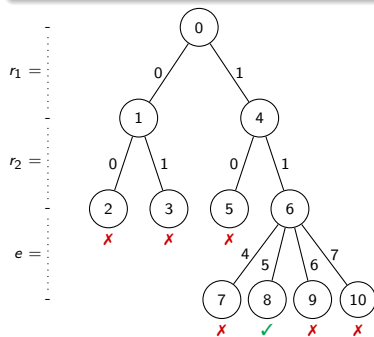 0
r₁ = 0 1
1 4
r₂ = 0 1 0 1
2 3 5 6
✗ ✗ ✗
e = 4 5 6 7
7 8 9 10
✗ ✓ ✗ ✗